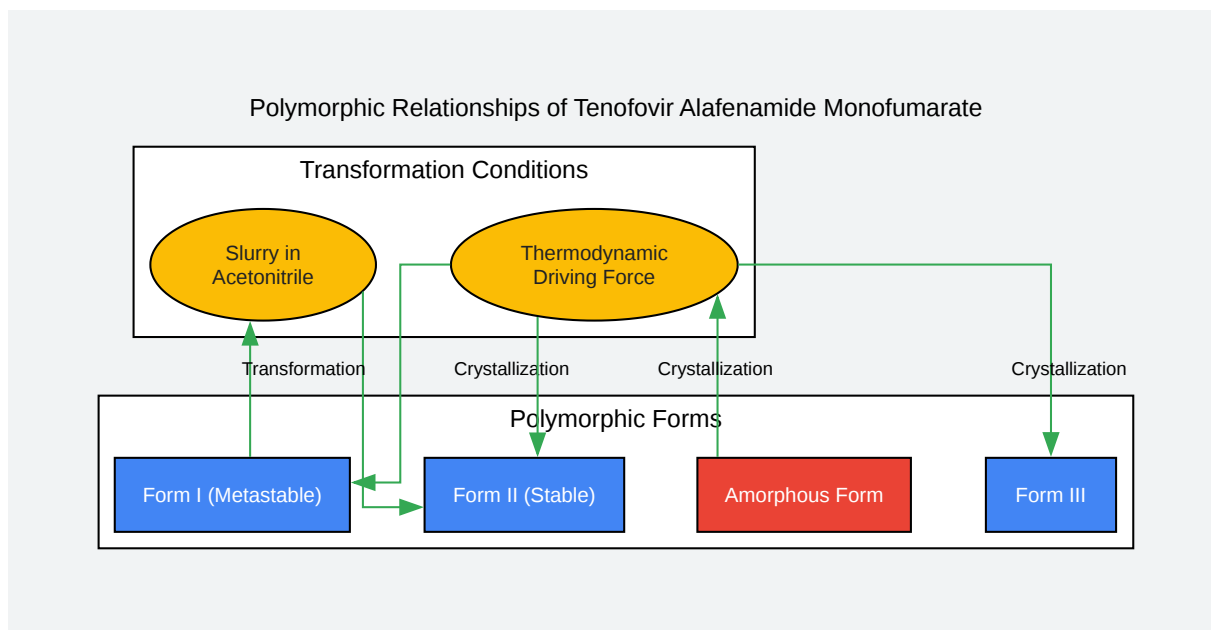 Polymorphic Relationships of Tenofovir Alafenamide Monofumarate
Transformation Conditions
Slurry in
Acetonitrile
Thermodynamic
Driving Force
Transformation
Crystallization
Crystallization
Crystallization
Polymorphic Forms
Form I (Metastable)
Form II (Stable)
Amorphous Form
Form III